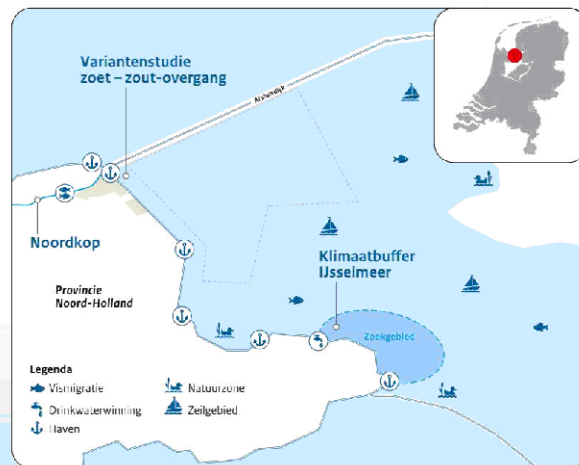 Variantenstudie
zoet – zout-overgang
Afsluitdijk
Noordkop
Provincie
Noord-Holland
Klimaatbuffer
IJsselmeer
Zoekgebied
Legenda
Vismigratie
Natuurzone
Drinkwaterwinning
Zeilgebied
Haven